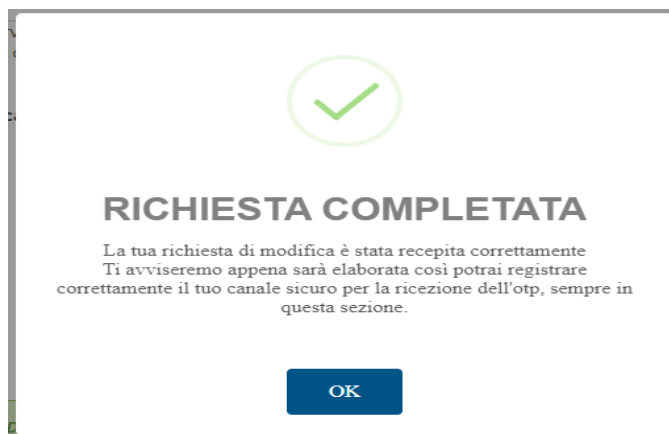 RICHIESTA COMPLETATA
La tua richiesta di modifica è stata recepita correttamente
Ti avviseremo appena sarà elaborata così potrai registrare
correttamente il tuo canale sicuro per la ricezione dell'otp, sempre in
questa sezione.
OK